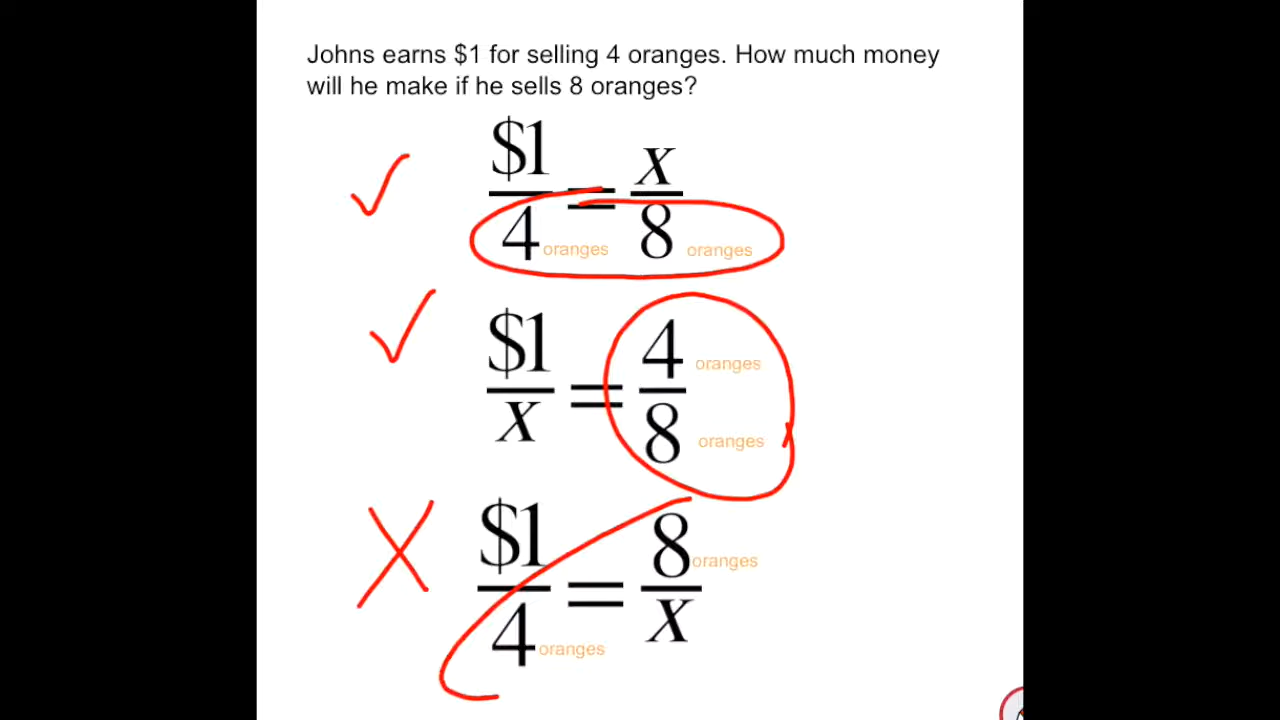 Johns earns $1 for selling 4 oranges. How much money
will he make if he sells 8 oranges?
$1 x
= 
4 oranges 8 oranges
$1 4 oranges
=
x 8 oranges
$1 8 oranges
=
4 oranges x